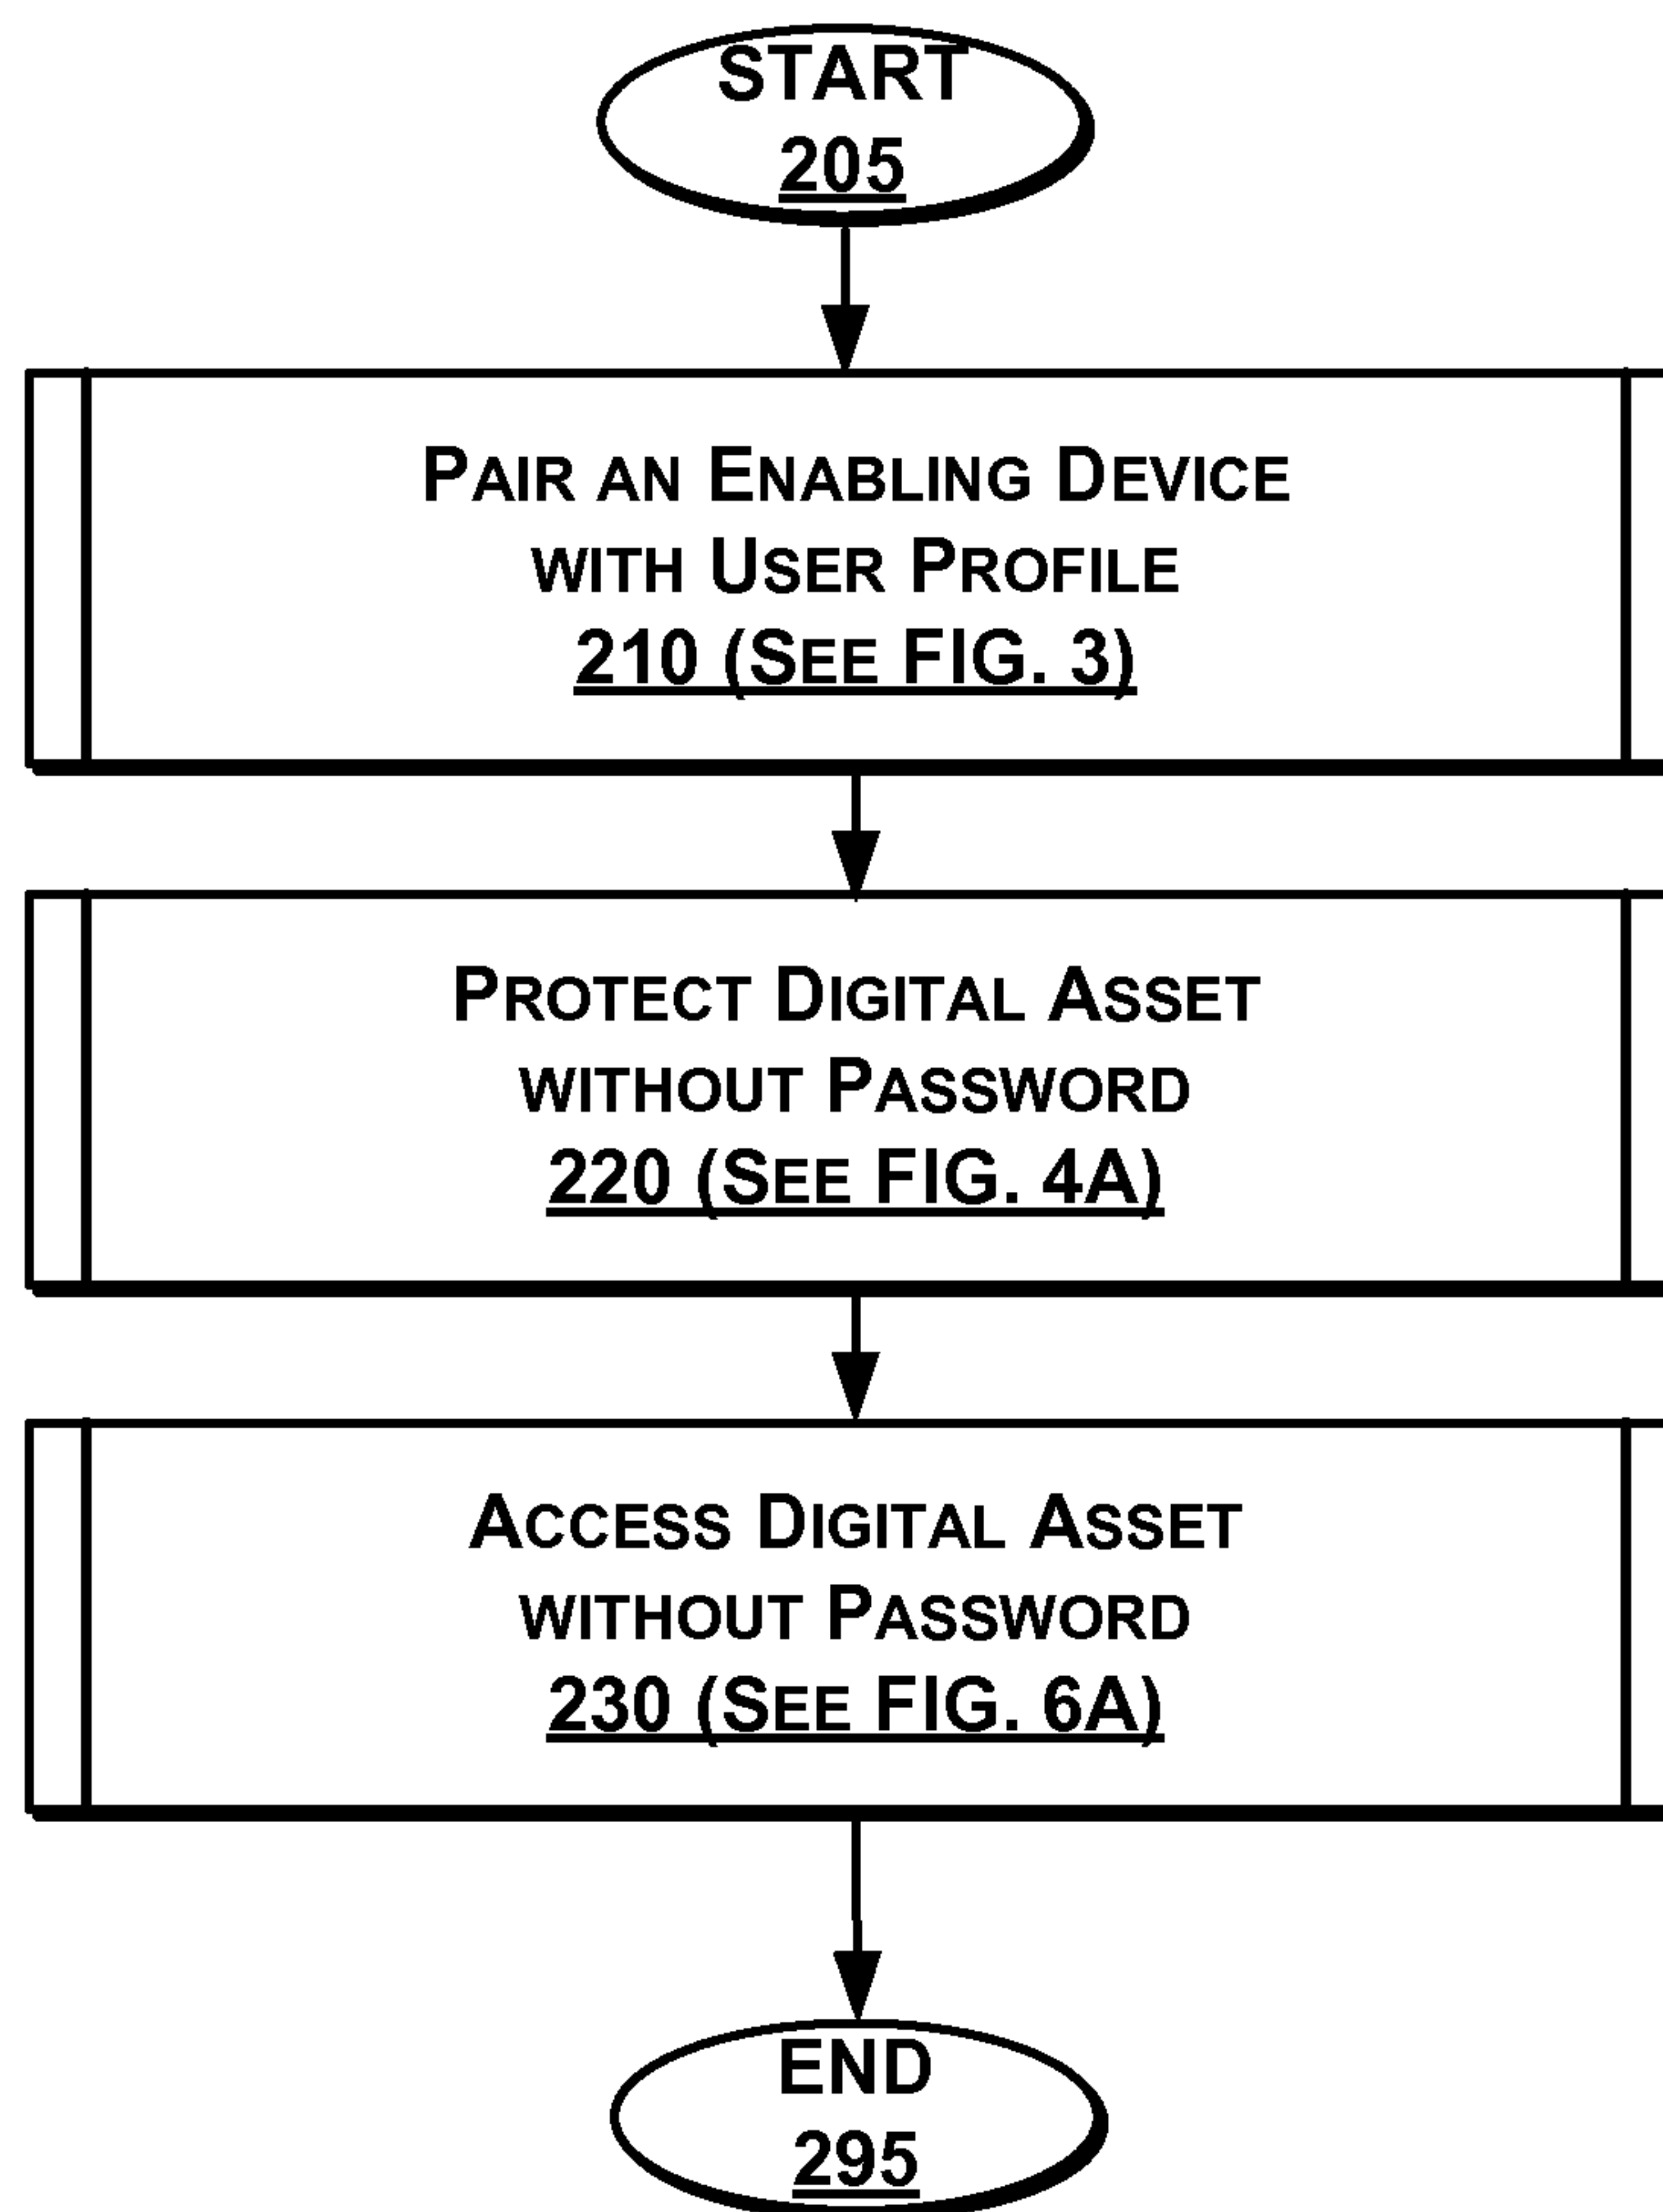 START
205
PAIR AN ENABLING DEVICE
WITH USER PROFILE
210 (SEE FIG. 3)
PROTECT DIGITAL ASSET
WITHOUT PASSWORD
220 (SEE FIG. 4A)
ACCESS DIGITAL ASSET
WITHOUT PASSWORD
230 (SEE FIG. 6A)
END
295